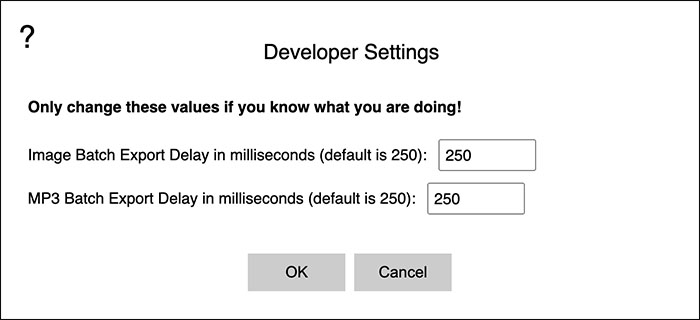 ?
Developer Settings
Only change these values if you know what you are doing!
Image Batch Export Delay in milliseconds (default is 250): 250
MP3 Batch Export Delay in milliseconds (default is 250): 250
OK Cancel